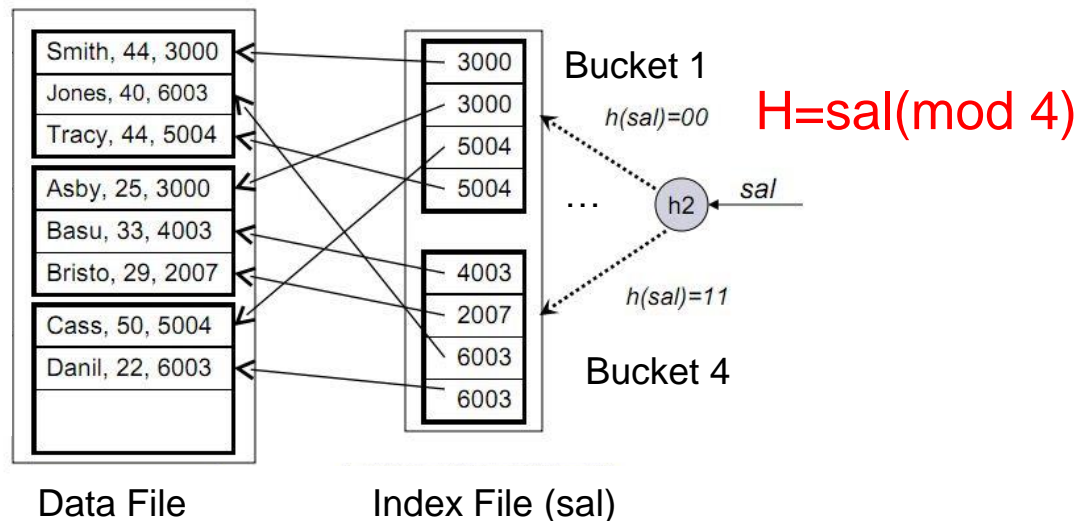 Smith, 44, 3000
Jones, 40, 6003
Tracy, 44, 5004
Asby, 25, 3000
Basu, 33, 4003
Bristo, 29, 2007
Cass, 50, 5004
Danil, 22, 6003
Data File
3000
3000
5004
5004
4003
2007
6003
6003
Index File (sal)
Bucket 1
h(sal)=00
...
h(sal)=11
Bucket 4
h2
sal
H=sal(mod 4)